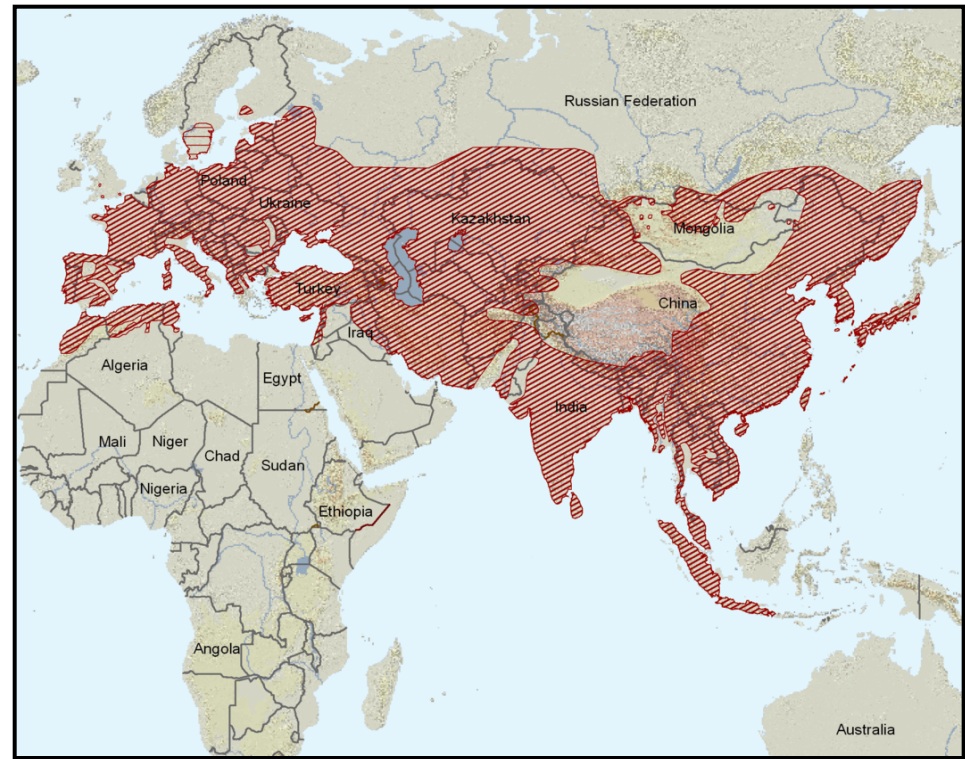 Russian Federation
Poland
Ukraine
Kazakhstan
Mongolia
Turkey
China
Iraq
Algeria
Egypt
India
Mali
Niger
Chad
Sudan
Nigeria
Ethiopia
Angola
Australia